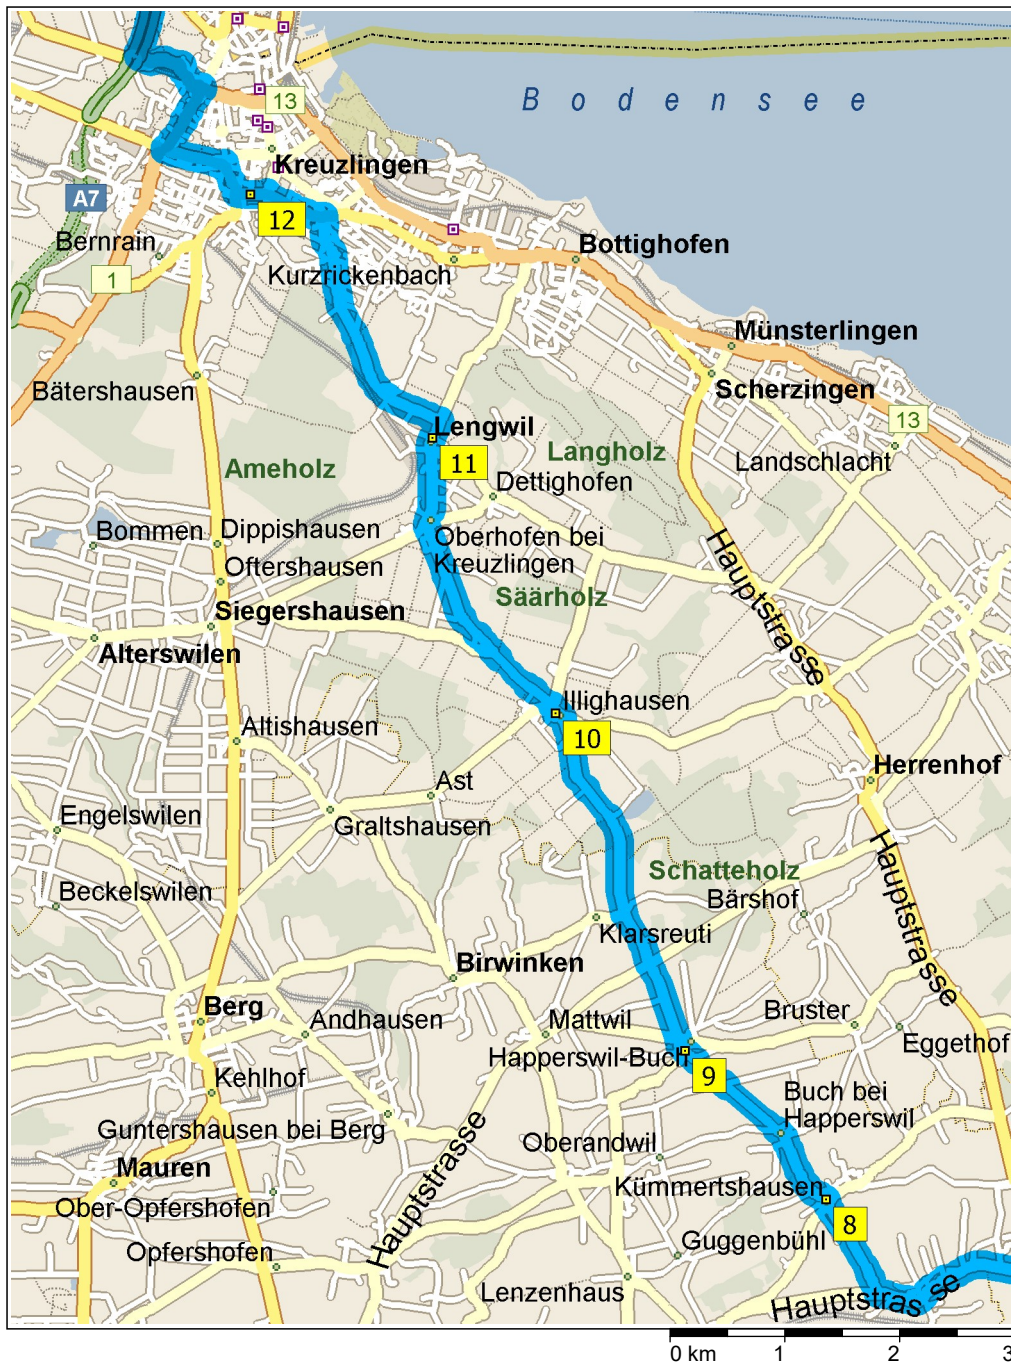 B o d e n s e e
13
Kreuzlingen
A7
12
Bernrain
Bottighofen
1
Kurzrickenbach
Münsterlingen
Bätershausen
Scherzingen
13
Lengwil
Langholz
Landschlacht
Ameholz
11
Dettighofen
Bommen
Dippishausen
Oberhofen bei
Kreuzlingen
Oftershausen
Hauptstrasse
Säärholz
Siegershausen
Alterswilen
Illighausen
Altishausen
10
Herrenhof
Ast
Engelswilen
Graltshausen
Hauptstrasse
Schatteholz
Beckelswilen
Bärshof
Klarsreuti
Birwinken
Berg
Andhausen
Mattwil
Bruster
Eggethof
Happerswil-Buch
9
Kehlhof
Buch bei
Happerswil
Guntershausen bei Berg
Hauptstrasse
Oberandwil
Mauren
Kümmertshausen
Ober-Opfershofen
8
Opfershofen
Guggenbühl
Lenzenhaus
Hauptstrasse
0 km 1 2 3